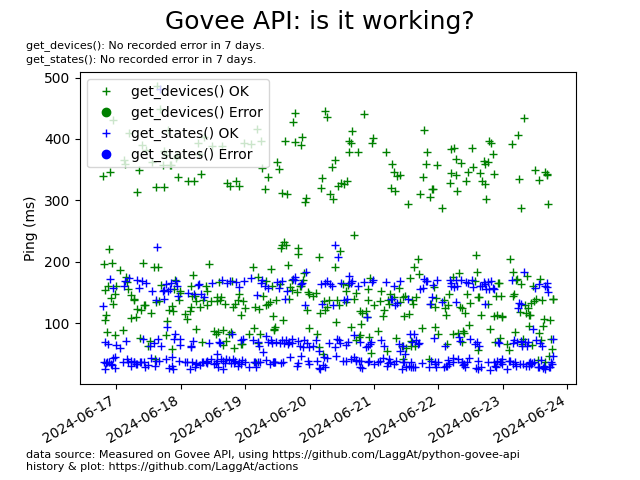 Govee API: is it working?
get_devices(): No recorded error in 7 days.
get_states(): No recorded error in 7 days.
get_devices() OK
get_devices() Error
get_states() OK
get_states() Error
Ping (ms)
500
400
300
200
100
2024-06-17
2024-06-18
2024-06-19
2024-06-20
2024-06-21
2024-06-22
2024-06-23
2024-06-24
data source: Measured on Govee API, using https://github.com/LaggAt/python-govee-api
history & plot: https://github.com/LaggAt/actions